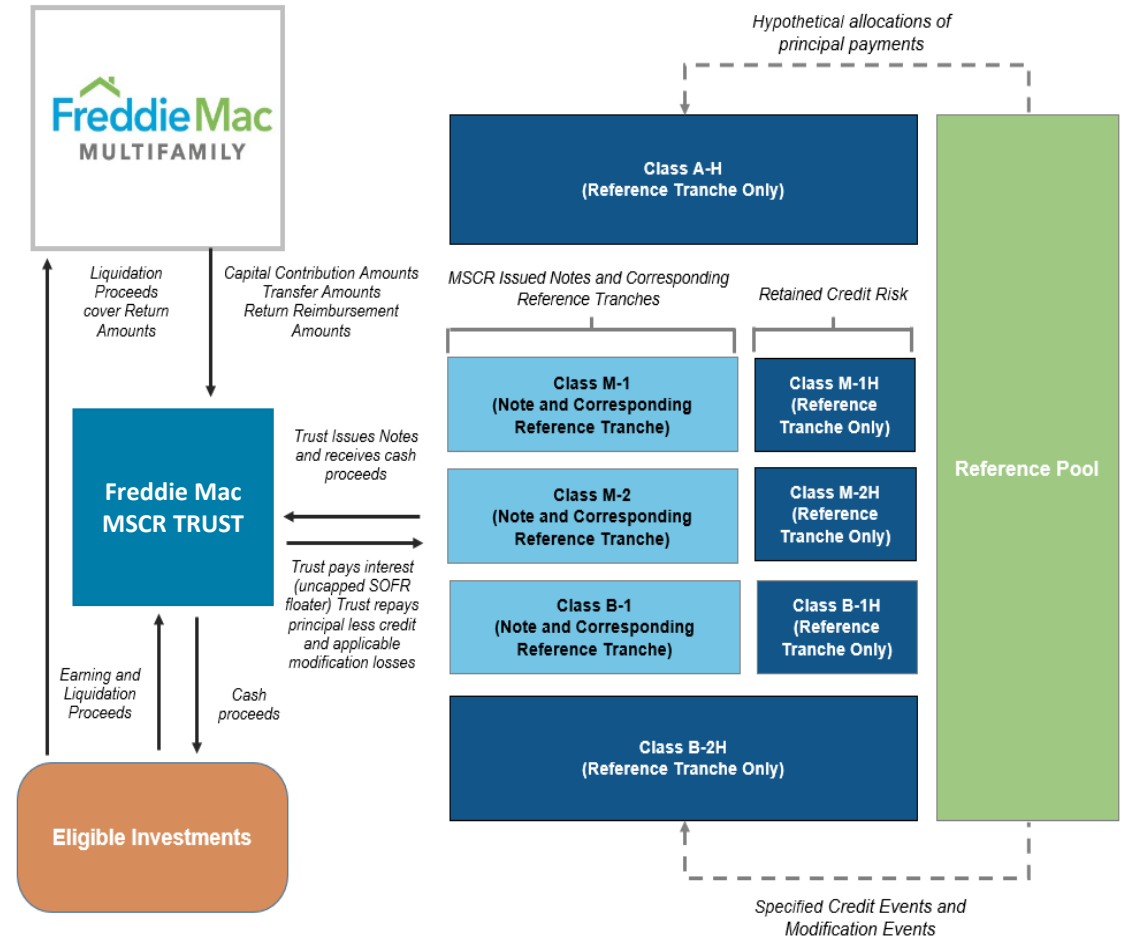 Freddie Mac
MULTIFAMILY
Hypothetical allocations of
principal payments
Class A-H
(Reference Tranche Only)
Liquidation
Proceeds
cover Return
Amounts
Capital Contribution Amounts
Transfer Amounts
Return Reimbursement
Amounts
MSCR Issued Notes and Corresponding
Reference Tranches
Retained Credit Risk
Class M-1
(Note and Corresponding
Reference Tranche)
Class M-1H
(Reference
Tranche Only)
Reference Pool
Freddie Mac
MSCR TRUST
Trust Issues Notes
and receives cash
proceeds
Class M-2
(Note and Corresponding
Reference Tranche)
Class M-2H
(Reference
Tranche Only)
Trust pays interest
(uncapped SOFR
floater) Trust repays
principal less credit
and applicable
modification losses
Class B-1
(Note and Corresponding
Reference Tranche)
Class B-1H
(Reference
Tranche Only)
Earning and
Liquidation
Proceeds
Cash
proceeds
Class B-2H
(Reference Tranche Only)
Eligible Investments
Specified Credit Events and
Modification Events